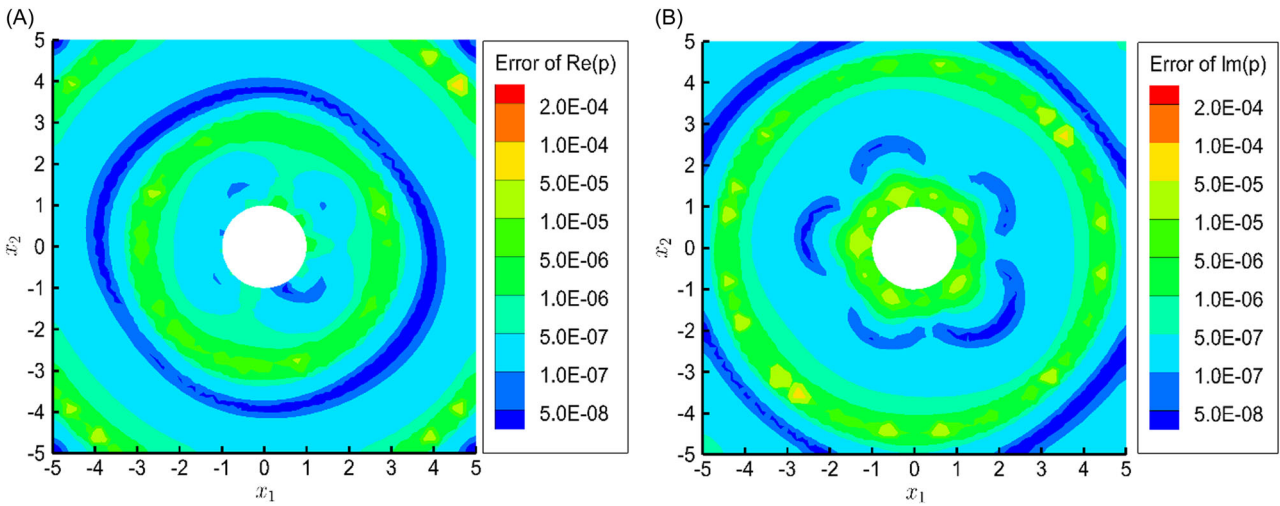 (A)
(B)
5
4
3
2
1
0
-1
-2
-3
-4
-5
-5 -4 -3 -2 -1 0 1 2 3 4 5
x2
x1
Error of Re(p)
2.0E-04
1.0E-04
5.0E-05
1.0E-05
5.0E-06
1.0E-06
5.0E-07
1.0E-07
5.0E-08
5
4
3
2
1
0
-1
-2
-3
-4
-5
-5 -4 -3 -2 -1 0 1 2 3 4 5
x2
x1
Error of Im(p)
2.0E-04
1.0E-04
5.0E-05
1.0E-05
5.0E-06
1.0E-06
5.0E-07
1.0E-07
5.0E-08